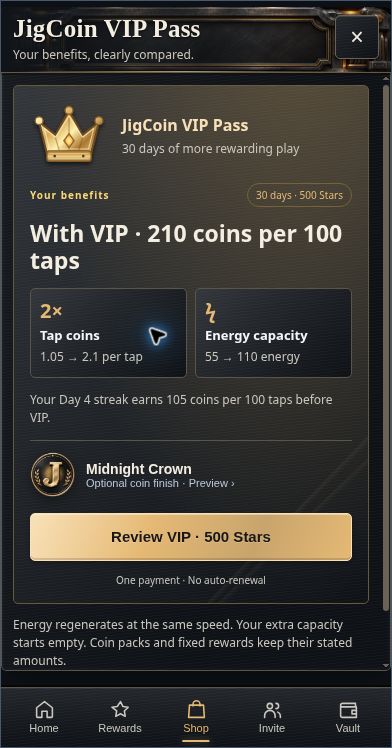 JigCoin VIP Pass
Your benefits, clearly compared.
×
JigCoin VIP Pass
30 days of more rewarding play
Your benefits
30 days · 500 Stars
With VIP · 210 coins per 100
taps
2×
Tap coins
1.05 → 2.1 per tap
Energy capacity
55 → 110 energy
Your Day 4 streak earns 105 coins per 100 taps before
VIP.
J
Midnight Crown
Optional coin finish · Preview ›
Review VIP · 500 Stars
One payment · No auto-renewal
Energy regenerates at the same speed. Your extra capacity
starts empty. Coin packs and fixed rewards keep their stated
amounts.
Home
Rewards
Shop
Invite
Vault